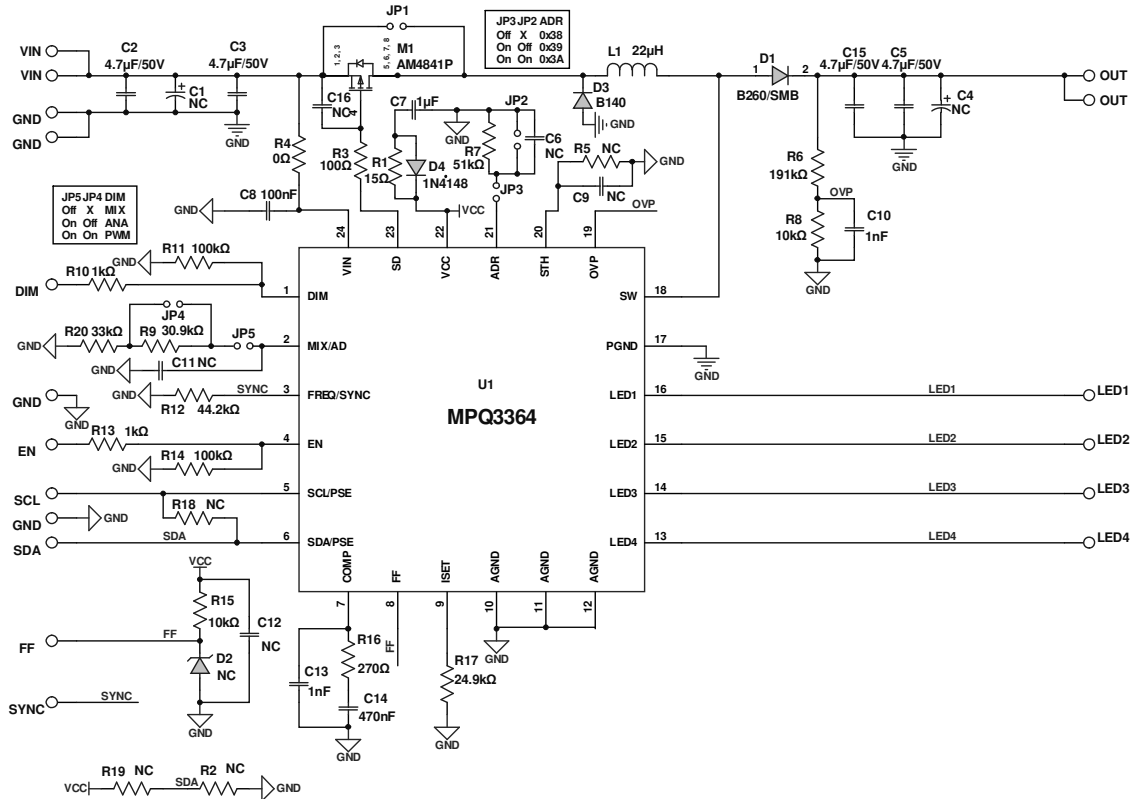 JP1
JP3 JP2 ADR
Off X 0x38
On Off 0x39
On On 0x3A
VIN
VIN
GND
GND
C2
4.7µF/50V
C1
NC
C3
4.7µF/50V
GND
1, 2, 3
5, 6, 7, 8
4
M1
AM4841P
C16
NC
R4
0Ω
R3
100Ω
C7
1µF
R1
15Ω
D4
1N4148
GND
R7
51kΩ
JP2
C6
NC
JP3
VCC
L1
22µH
D3
B140
GND
R5
NC
C9
NC
GND
OVP
1
D1
2
B260/SMB
C15
4.7µF/50V
C5
4.7µF/50V
C4
NC
GND
OUT
OUT
R6
191kΩ
OVP
R8
10kΩ
C10
1nF
GND
JP5 JP4 DIM
Off X MIX
On Off ANA
On On PWM
GND
C8
100nF
24
23
22
21
20
19
VIN
SD
VCC
ADR
STH
OVP
GND
R11
100kΩ
DIM
R10
1kΩ
1
DIM
SW
18
JP4
GND
R20
33kΩ
R9
30.9kΩ
JP5
2
MIX/AD
PGND
17
GND
GND
C11
NC
GND
GND
GND
R12
44.2kΩ
SYNC
3
FREQ/SYNC
U1
MPQ3364
LED1
16
LED1
LED1
EN
R13
1kΩ
4
EN
LED2
15
LED2
LED2
GND
R14
100kΩ
SCL
5
SCL/PSE
LED3
14
LED3
LED3
GND
GND
R18
NC
SDA
SDA
6
SDA/PSE
LED4
13
LED4
LED4
COMP
FF
ISET
AGND
AGND
AGND
7
8
9
10
11
12
VCC
R15
10kΩ
C12
NC
FF
FF
D2
NC
GND
C13
1nF
R16
270Ω
C14
470nF
GND
FF
R17
24.9kΩ
GND
GND
SYNC
SYNC
VCC
R19
NC
SDA
R2
NC
GND